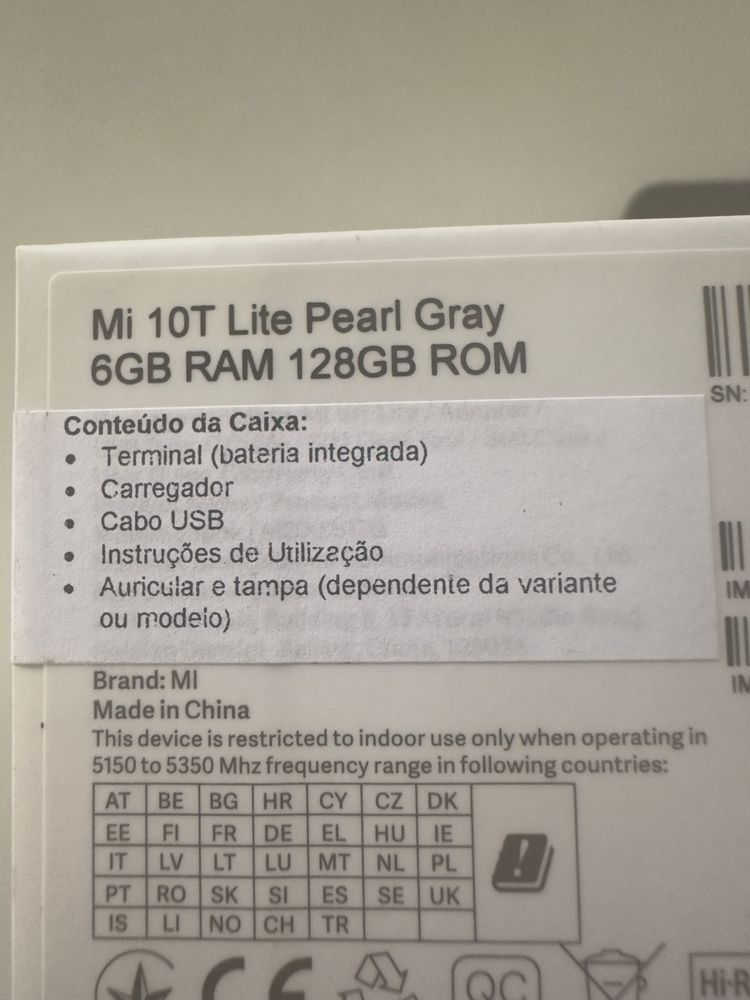 Mi 10T Lite Pearl Gray
6GB RAM 128GB ROM
SN:
Conteúdo da Caixa:
• Terminal (bateria integrada)
• Carregador
• Cabo USB
• Instruções de Utilização
• Auricular e tampa (dependente da variante
ou modelo)
Brand: MI
Made in China
This device is restricted to indoor use only when operating in
5150 to 5350 Mhz frequency range in following countries:
AT BE BG HR CY CZ DK
EE FI FR DE EL HU IE
IT LV LT LU MT NL PL
PT RO SK SI ES SE UK
IS LI NO CH TR
CE
QC